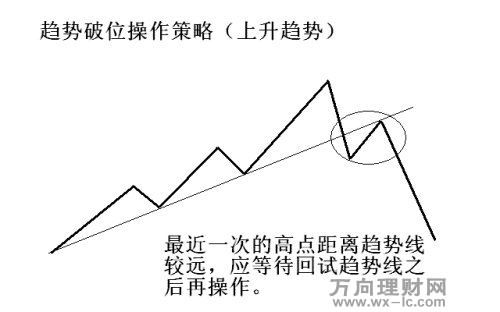 趋势破位操作策略（上升趋势）
最近一次的高点距离趋势线
较远，应等待回试趋势线之
后再操作。
万向理财网
www.wx-lc.com